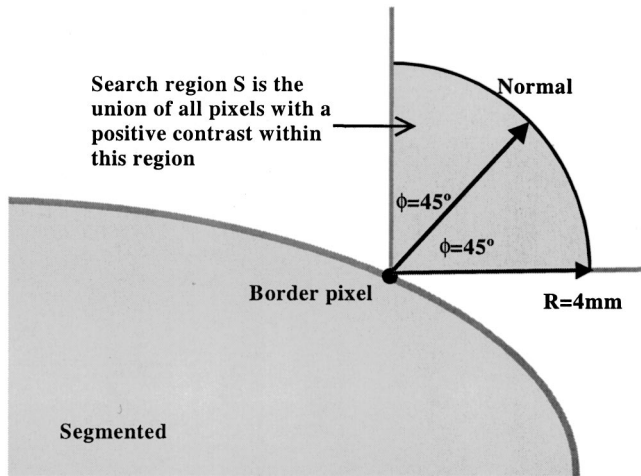 Search region S is the
union of all pixels with a
positive contrast within
this region
Normal
ϕ=45º
ϕ=45º
Border pixel
R=4mm
Segmented